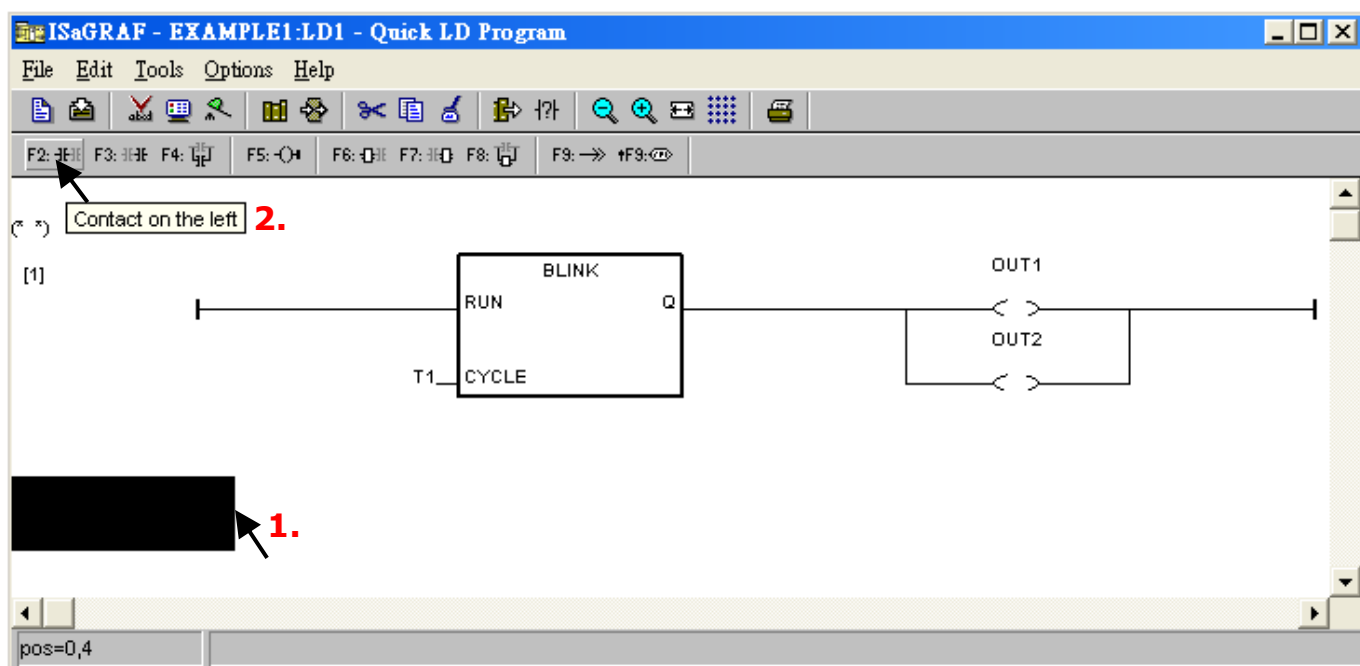 ISaGRAF - EXAMPLE1:LD1 - Quick LD Program
File Edit Tools Options Help
F2: F3: F4: F5: F6: F7: F8: F9: F9:
Contact on the left 2.
(* *)
[1]
BLINK
OUT1
RUN Q
OUT2
T1 CYCLE
1.
pos=0,4